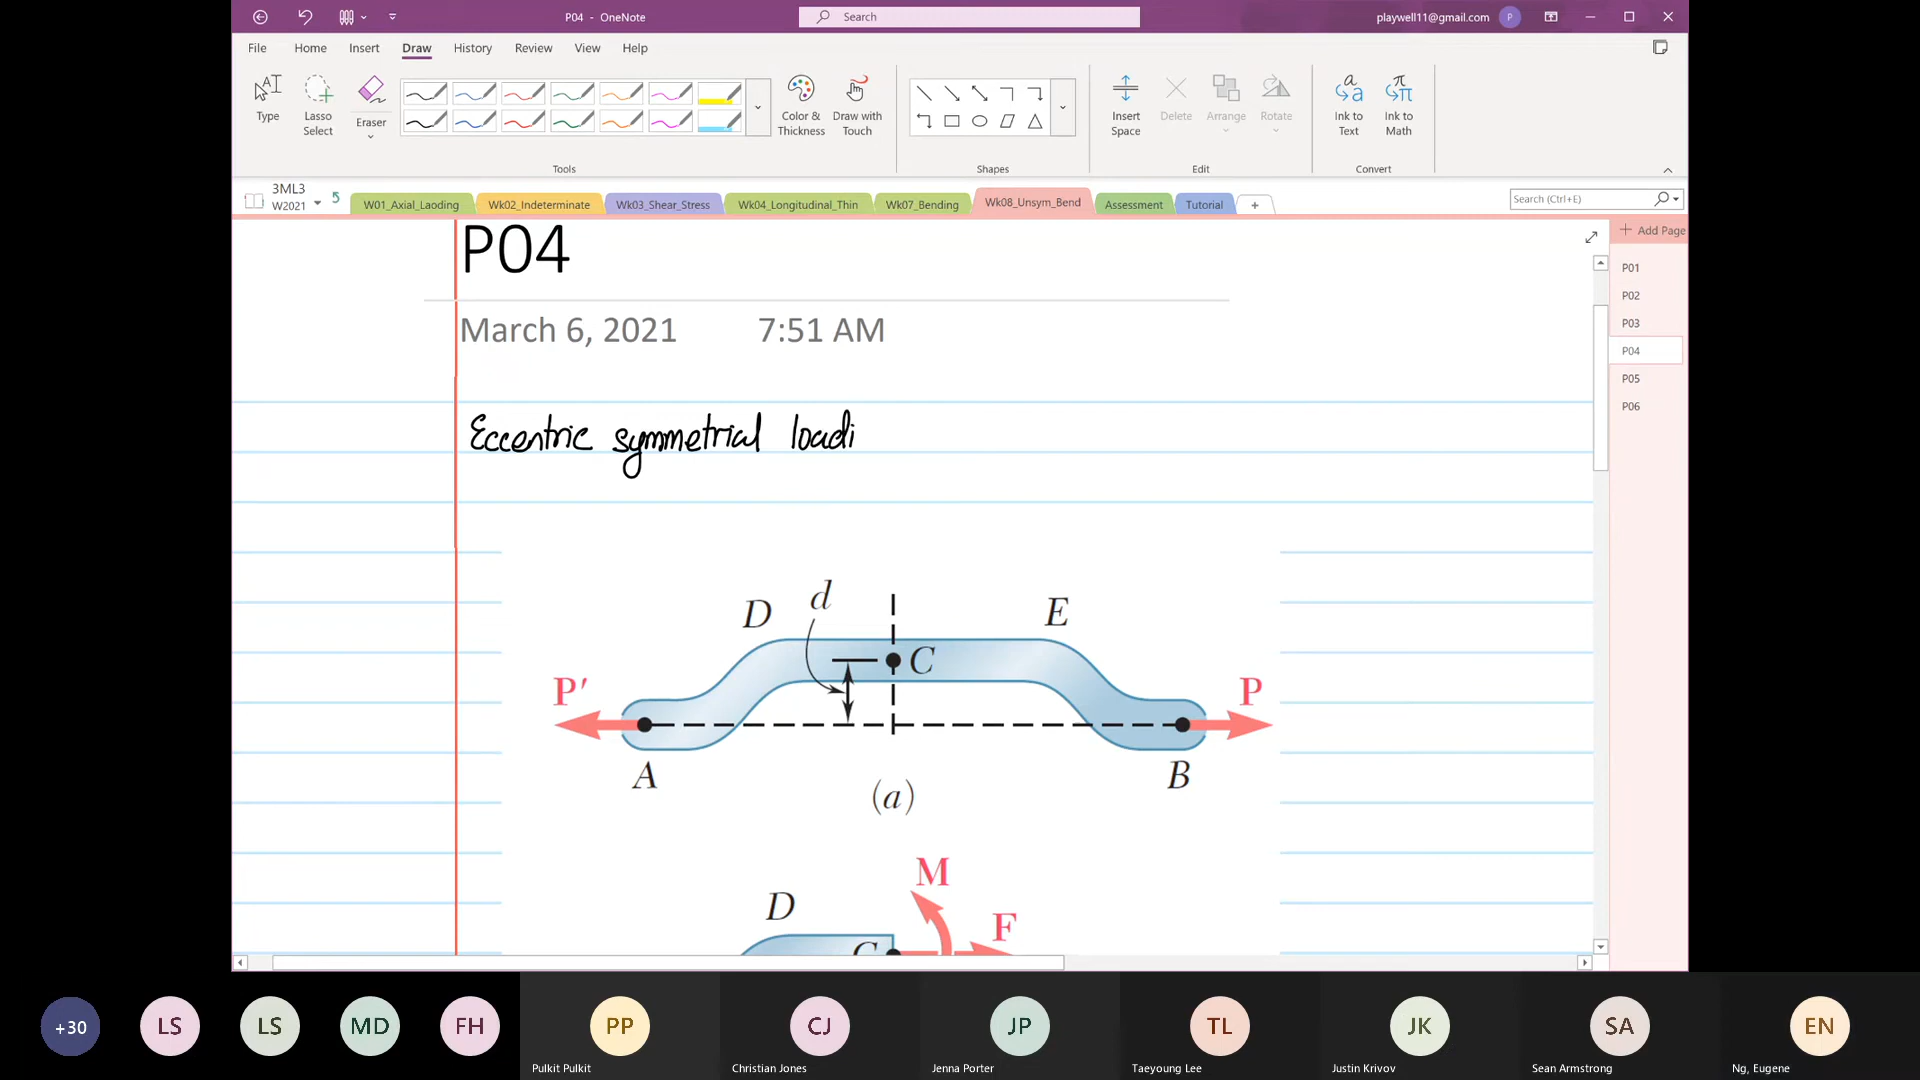 P04 - OneNote
Search
playwell11@gmail.com
P
File
Home
Insert
Draw
History
Review
View
Help
Type
Lasso
Select
Eraser
Color &
Thickness
Draw with
Touch
Insert
Space
Delete
Arrange
Rotate
Ink to
Text
Ink to
Math
Tools
Shapes
Edit
Convert
3ML3
W2021
W01_Axial_Laoding
Wk02_Indeterminate
Wk03_Shear_Stress
Wk04_Longitudinal_Thin
Wk07_Bending
Wk08_Unsym_Bend
Assessment
Tutorial
Search (Ctrl+E)
Add Page
P01
P02
P03
P04
P05
P06
P04
March 6, 2021 7:51 AM
Eccentric symmetrial loadi
D d E
C
P′ P
A B
(a)
M
D F
C
+30
LS
LS
MD
FH
PP
CJ
JP
TL
JK
SA
EN
Pulkit Pulkit
Christian Jones
Jenna Porter
Taeyoung Lee
Justin Krivov
Sean Armstrong
Ng, Eugene